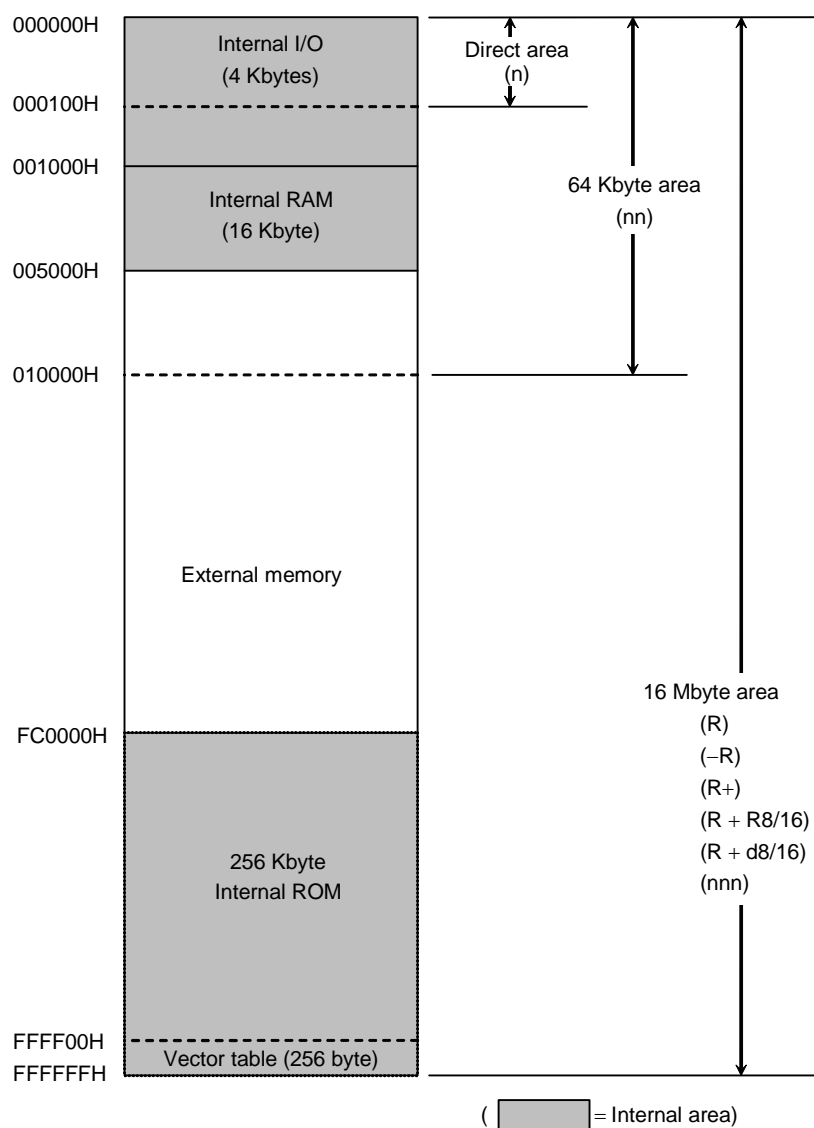 000000H
Internal I/O
(4 Kbytes)
Direct area
(n)
000100H
001000H
Internal RAM
(16 Kbyte)
64 Kbyte area
(nn)
005000H
010000H
External memory
16 Mbyte area
(R)
(−R)
(R+)
(R + R8/16)
(R + d8/16)
(nnn)
FC0000H
256 Kbyte
Internal ROM
FFFF00H
Vector table (256 byte)
FFFFFFH
( = Internal area)